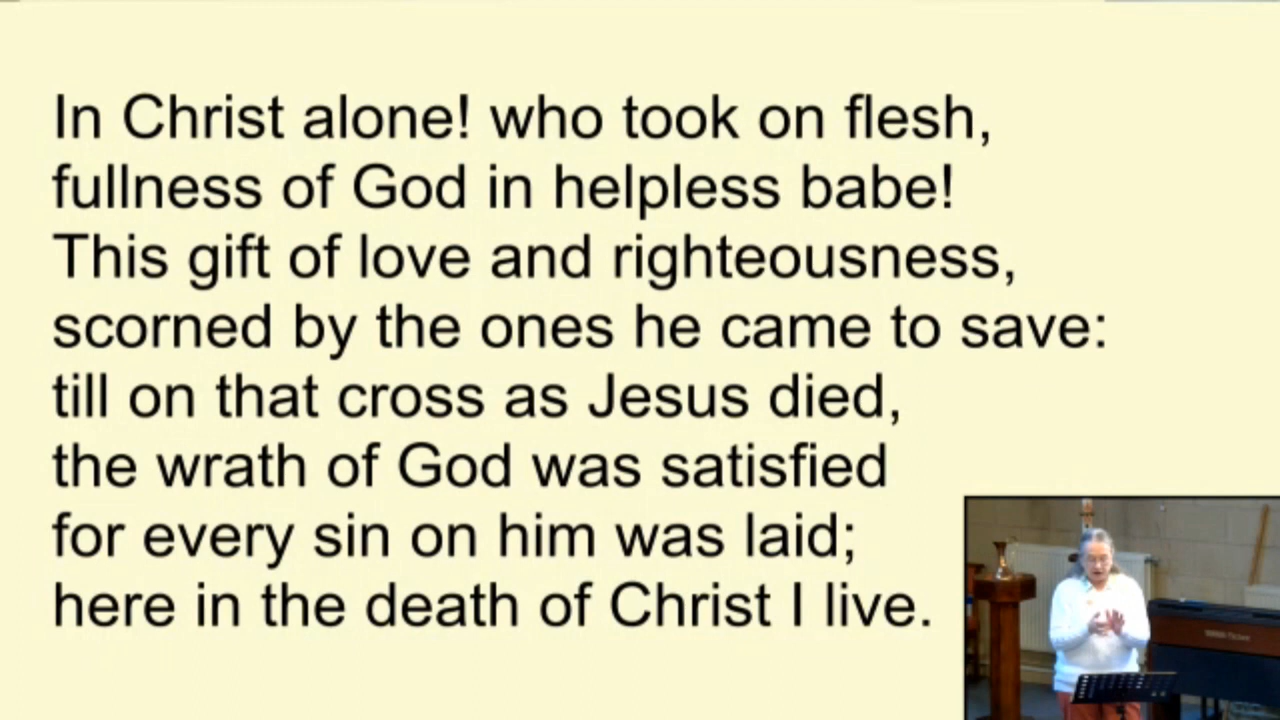 In Christ alone! who took on flesh,
fullness of God in helpless babe!
This gift of love and righteousness,
scorned by the ones he came to save:
till on that cross as Jesus died,
the wrath of God was satisfied
for every sin on him was laid;
here in the death of Christ I live.